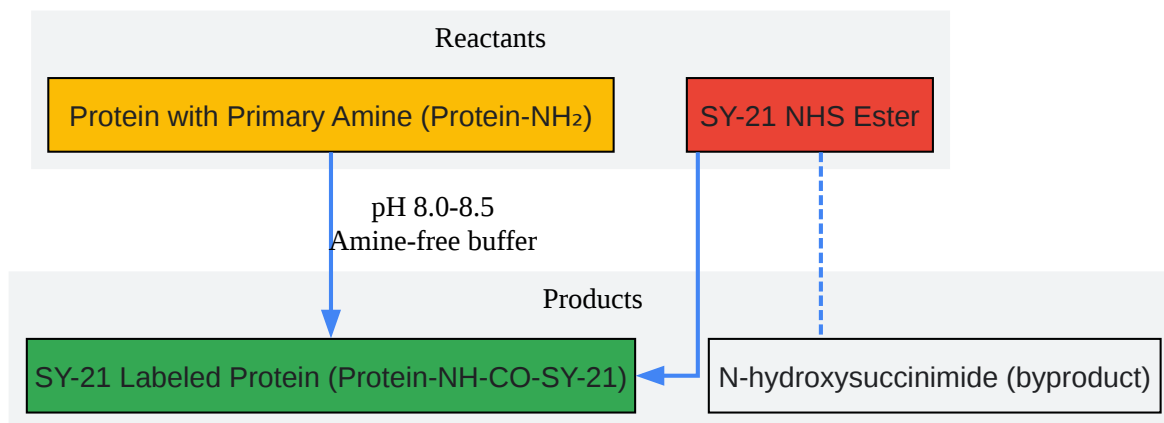 Reactants
Protein with Primary Amine (Protein-NH₂)
SY-21 NHS Ester
pH 8.0-8.5
Amine-free buffer
Products
SY-21 Labeled Protein (Protein-NH-CO-SY-21)
N-hydroxysuccinimide (byproduct)